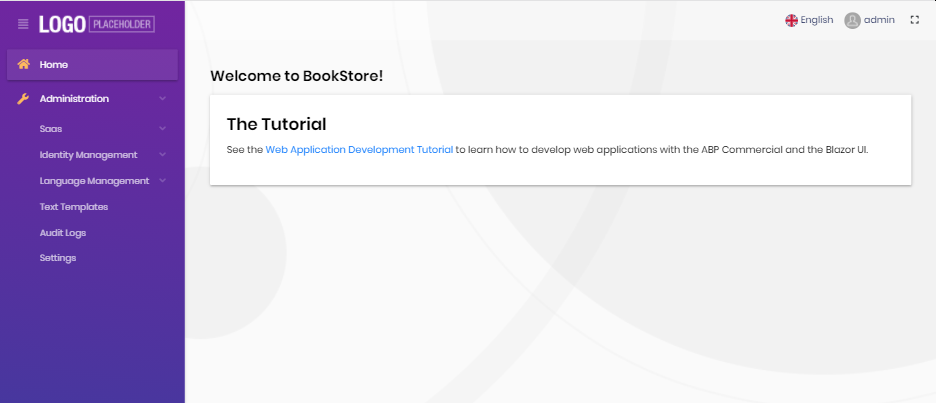 LOGO PLACEHOLDER
English
admin
Home
Administration
Saas
Identity Management
Language Management
Text Templates
Audit Logs
Settings
Welcome to BookStore!
The Tutorial
See the Web Application Development Tutorial to learn how to develop web applications with the ABP Commercial and the Blazor UI.